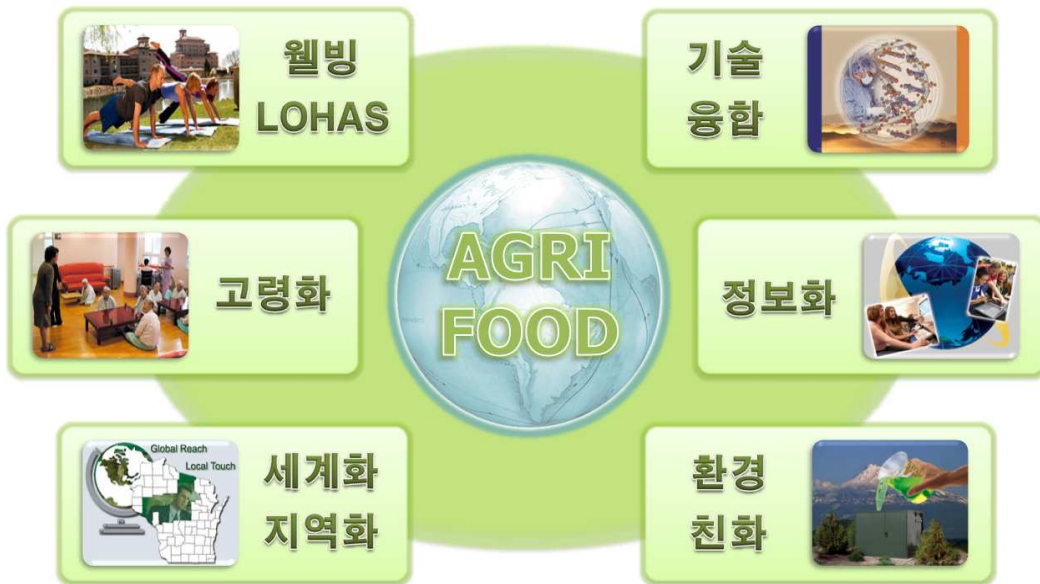 웰빙
LOHAS
기술
융합
고령화
AGRI
FOOD
정보화
Global Reach
Local Touch
세계화
지역화
환경
친화